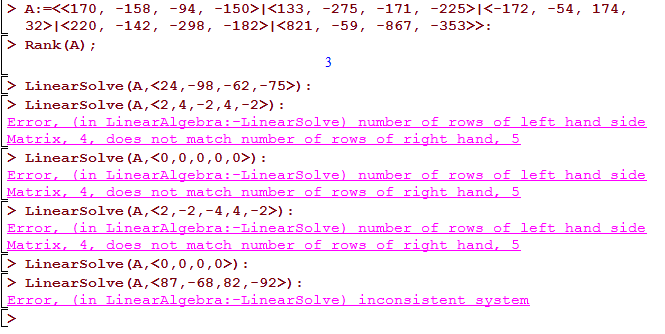 > A:=<<170, -158, -94, -150>|<133, -275, -171, -225>|<-172, -54, 174,
32>|<220, -142, -298, -182>|<821, -59, -867, -353>>:
> Rank(A);
3
> LinearSolve(A,<24,-98,-62,-75>):
> LinearSolve(A,<2,4,-2,4,-2>):
Error, (in LinearAlgebra:-LinearSolve) number of rows of left hand side
Matrix, 4, does not match number of rows of right hand, 5
> LinearSolve(A,<0,0,0,0,0>):
Error, (in LinearAlgebra:-LinearSolve) number of rows of left hand side
Matrix, 4, does not match number of rows of right hand, 5
> LinearSolve(A,<2,-2,-4,4,-2>):
Error, (in LinearAlgebra:-LinearSolve) number of rows of left hand side
Matrix, 4, does not match number of rows of right hand, 5
> LinearSolve(A,<0,0,0,0>):
> LinearSolve(A,<87,-68,82,-92>):
Error, (in LinearAlgebra:-LinearSolve) inconsistent system
>